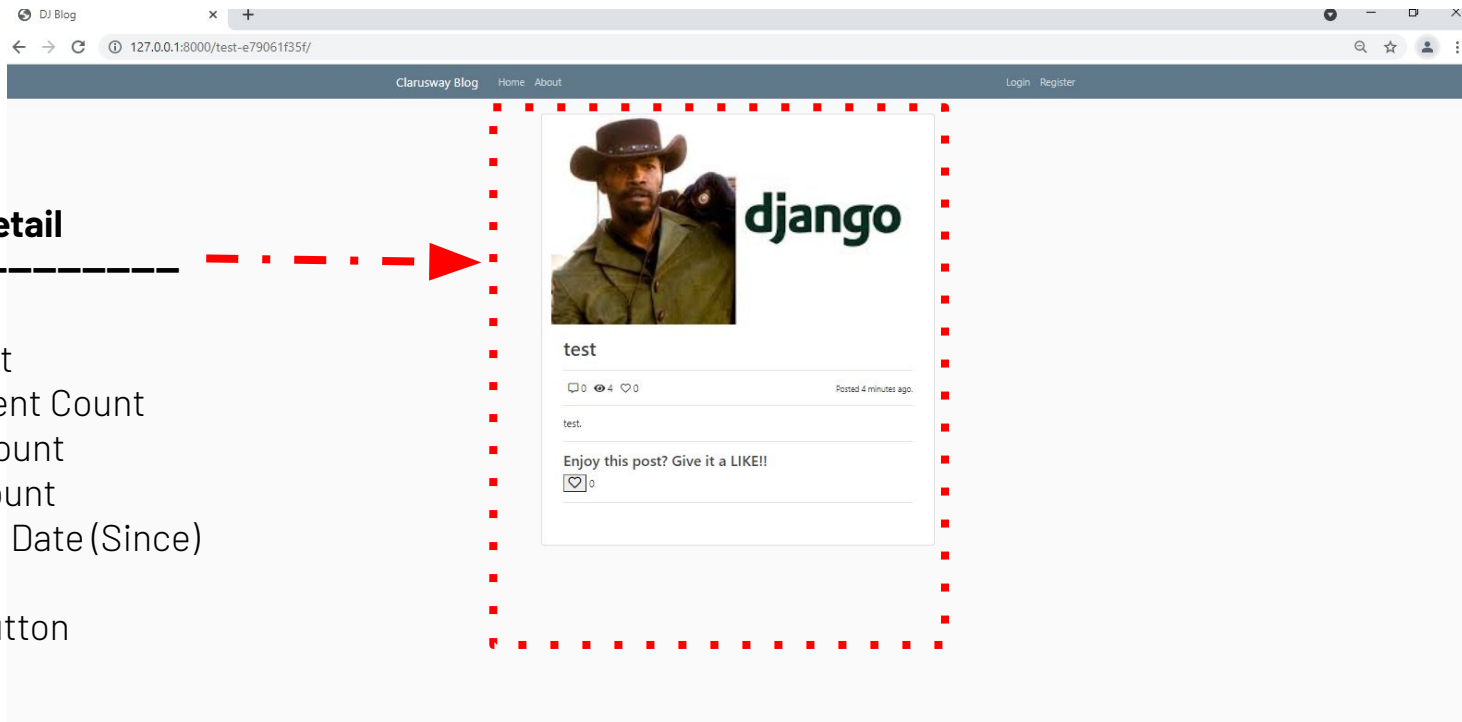 DJ Blog
127.0.0.1:8000/test-e79061f35f/
Clarusway Blog Home About Login Register
django
etail
t
ent Count
ount
unt
Date (Since)
utton
test
0 4 0 Posted 4 minutes ago.
test.
Enjoy this post? Give it a LIKE!!
0